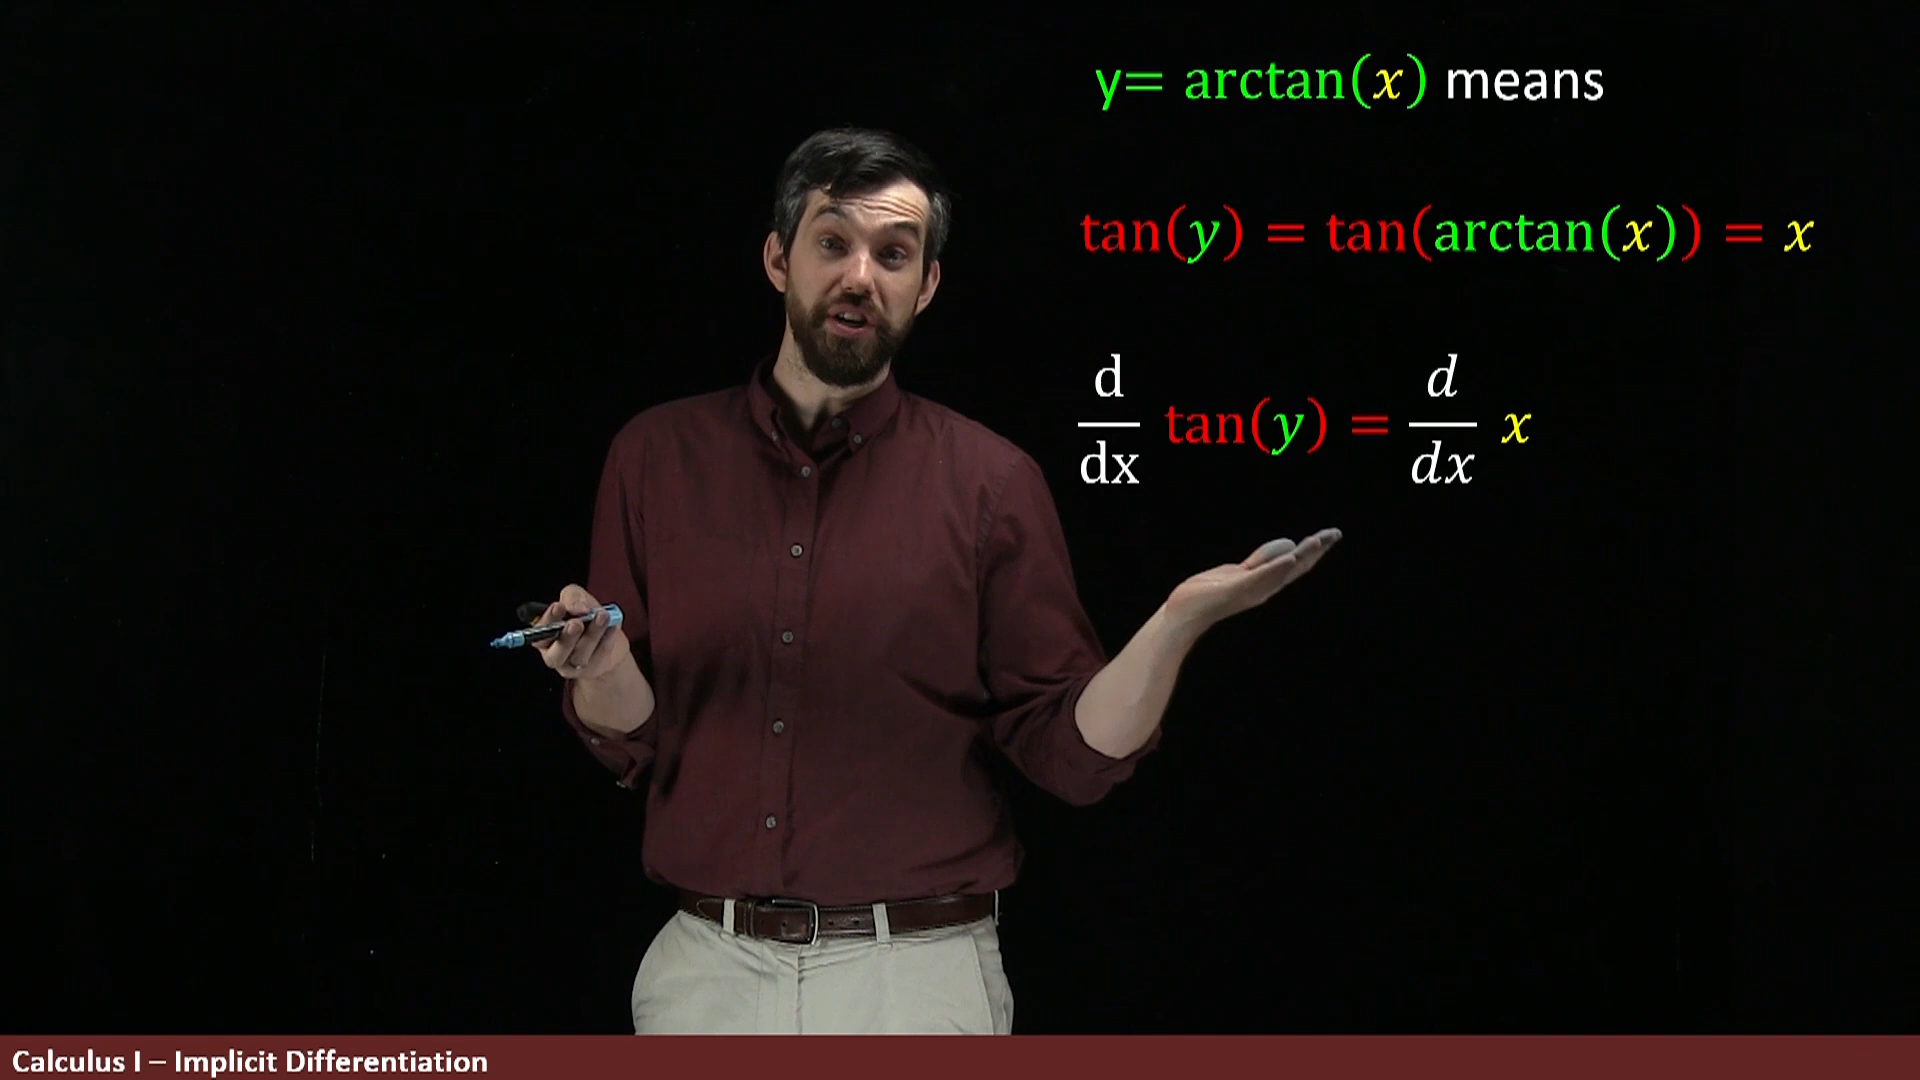 y= arctan(x) means
tan(y) = tan(arctan(x)) = x
d/dx tan(y) = d/dx x
Calculus I – Implicit Differentiation